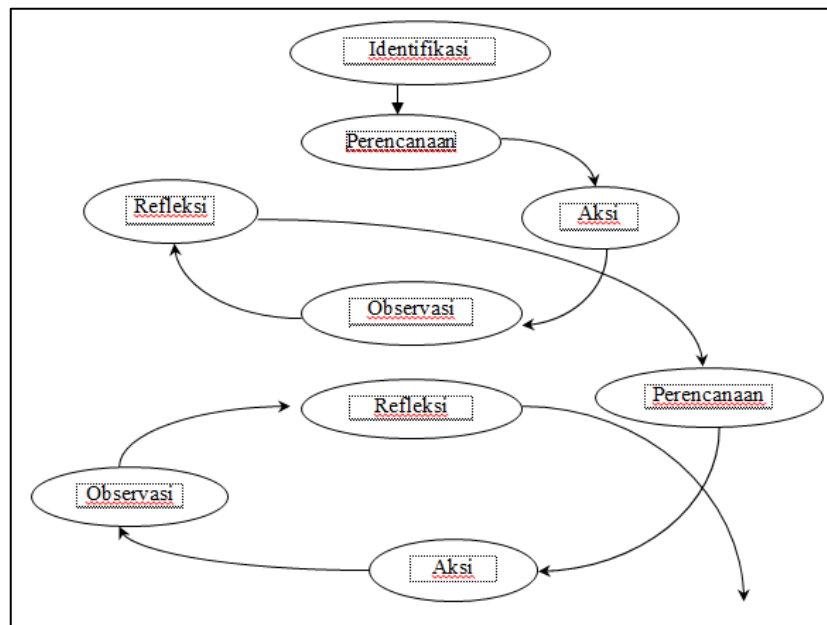 Identifikasi
Perencanaan
Refleksi
Aksi
Observasi
Perencanaan
Refleksi
Observasi
Aksi